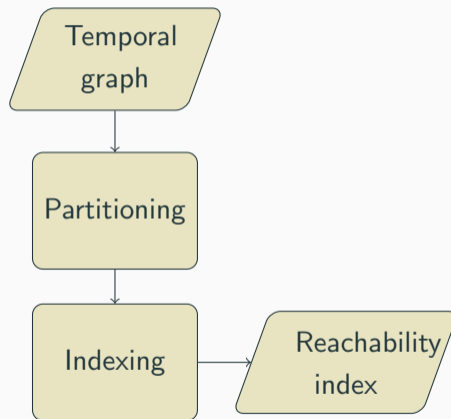 Temporal
graph
Partitioning
Indexing
Reachability
index